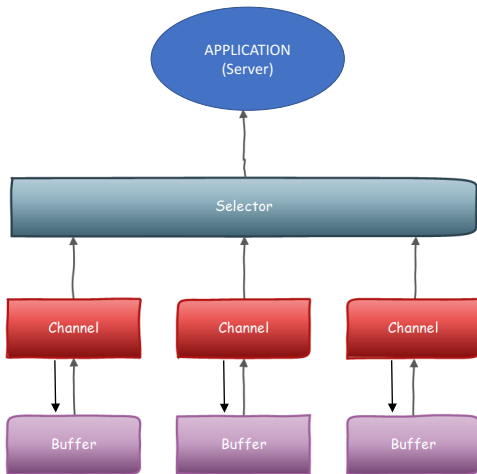 APPLICATION
(Server)
Selector
Channel
Channel
Channel
Buffer
Buffer
Buffer